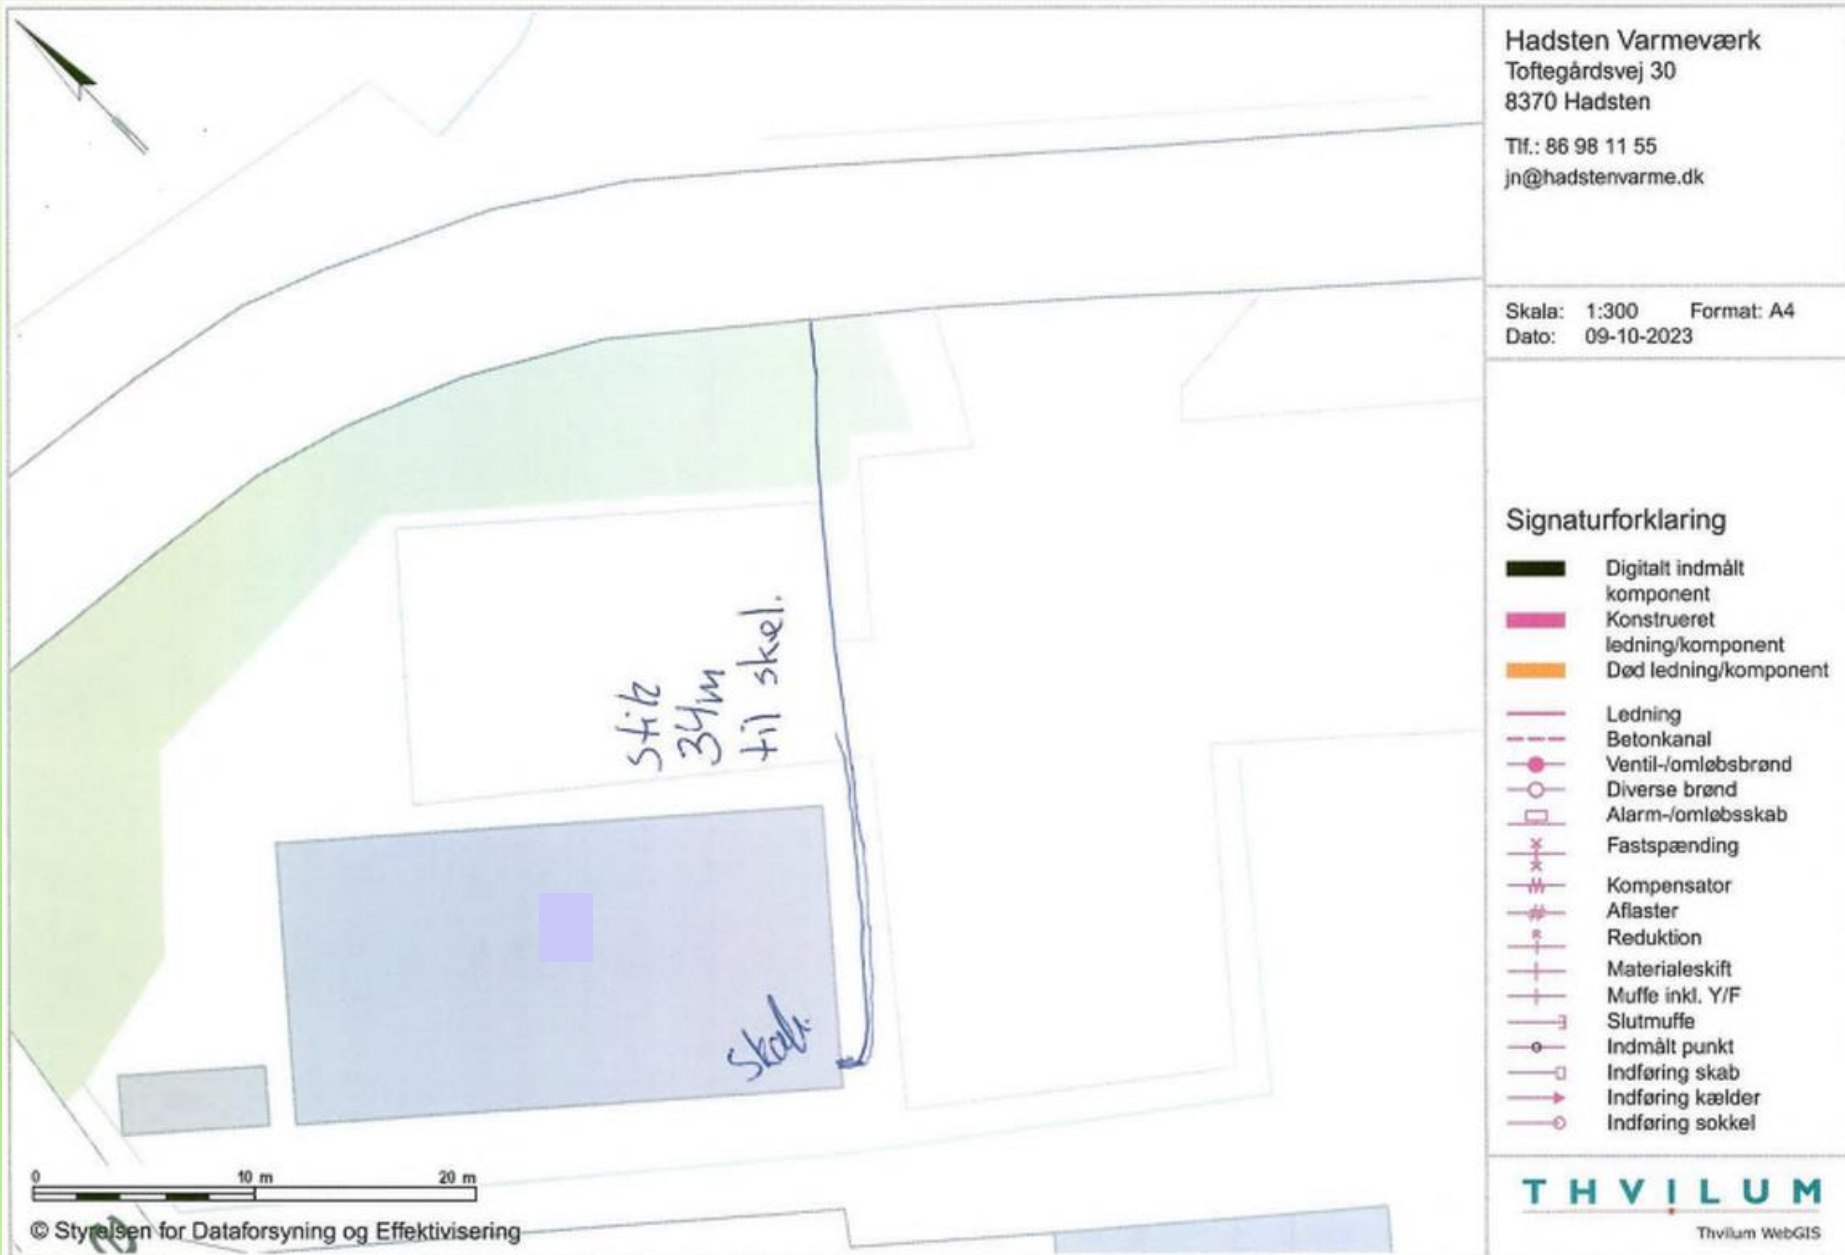 Hadsten Varmeværk
Toftegårdsvej 30
8370 Hadsten
Tlf.: 86 98 11 55
jn@hadstenvarme.dk
Skala: 1:300 Format: A4
Dato: 09-10-2023
Stik
34m
til skel.
Skab.
Signaturforklaring
Digitalt indmålt
komponent
Konstrueret
ledning/komponent
Død ledning/komponent
Ledning
Betonkanal
Ventil-/omløbsbrønd
Diverse brønd
Alarm-/omløbsskab
Fastspænding
Kompensator
Aflaster
Reduktion
Materialeskift
Muffe inkl. Y/F
Slutmuffe
Indmålt punkt
Indføring skab
Indføring kælder
Indføring sokkel
0 10 m 20 m
© Styrelsen for Dataforsyning og Effektivisering
THVILUM
Thvilum WebGIS